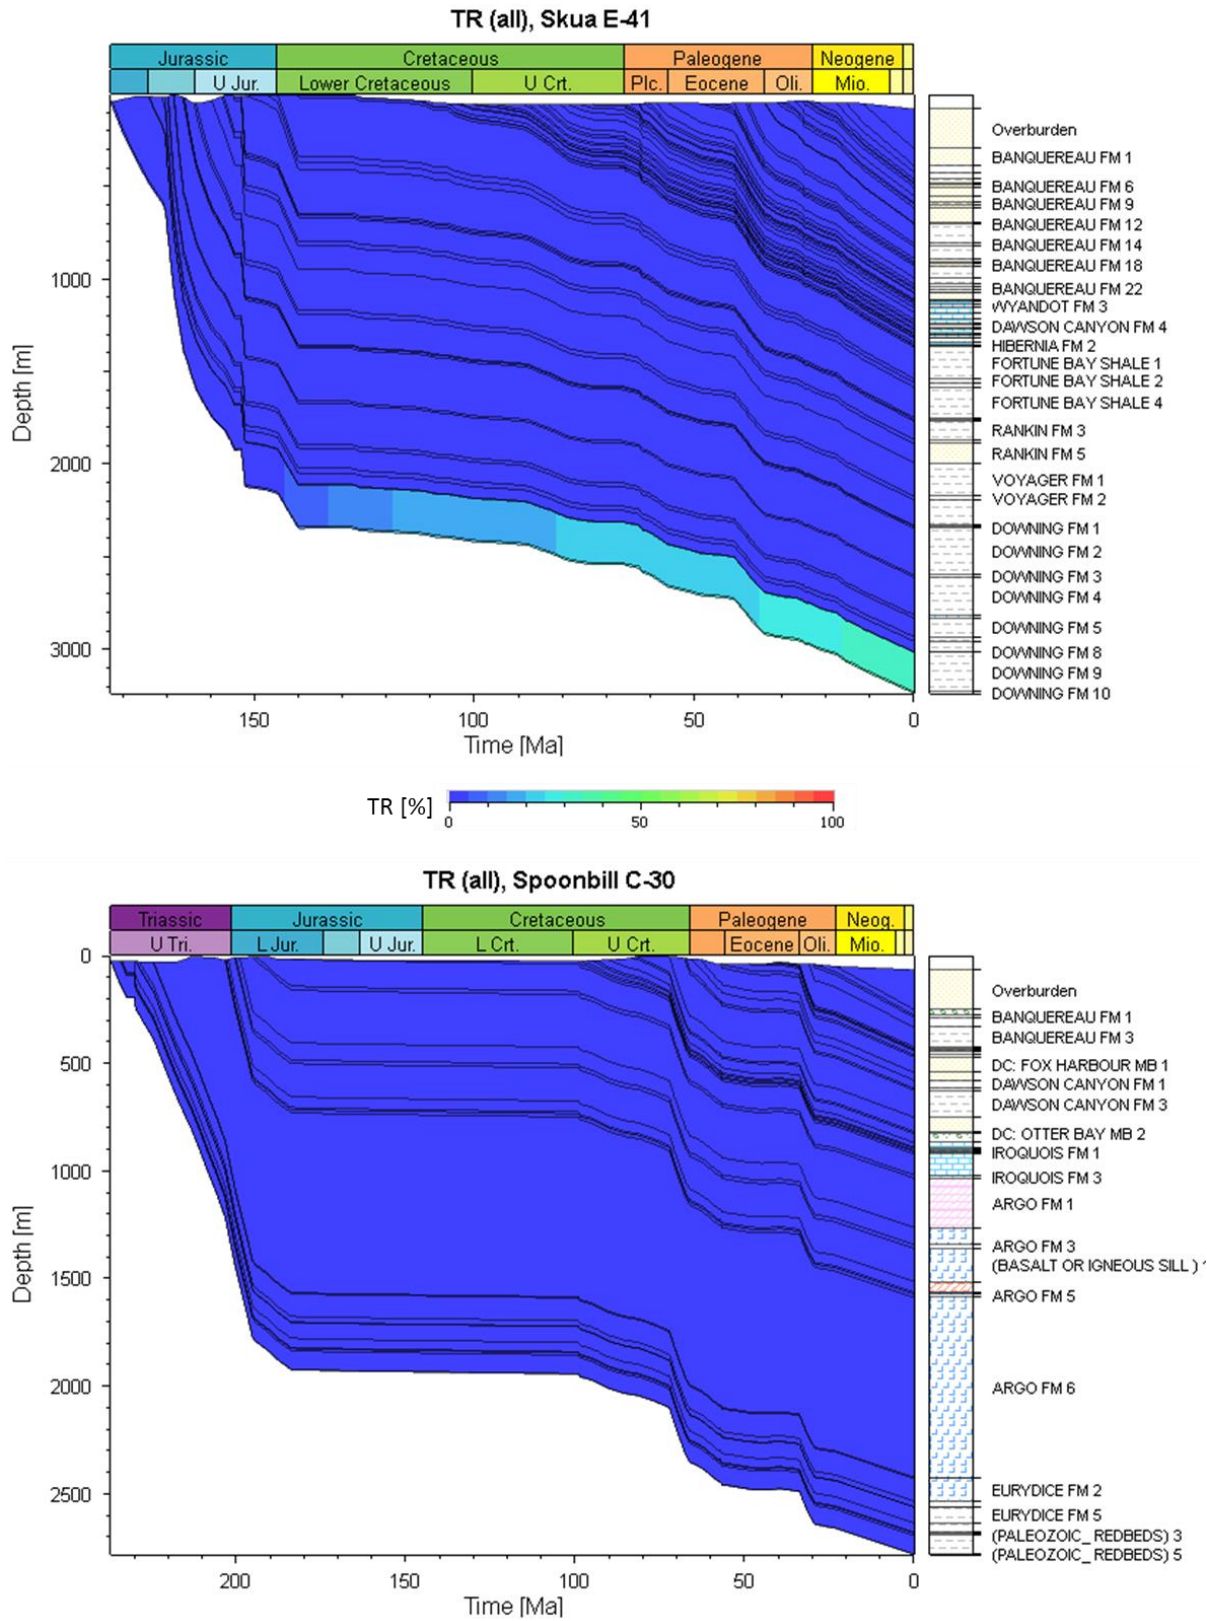 TR (all), Skua E-41
Jurassic Cretaceous Paleogene Neogene
U Jur. Lower Cretaceous U Crt. Plc. Eocene Oli. Mio.
Depth [m]
1000
2000
3000
150 100 50 0
Time [Ma]
Overburden
BANQUEREAU FM 1
BANQUEREAU FM 6
BANQUEREAU FM 9
BANQUEREAU FM 12
BANQUEREAU FM 14
BANQUEREAU FM 18
BANQUEREAU FM 22
WYANDOT FM 3
DAWSON CANYON FM 4
HIBERNIA FM 2
FORTUNE BAY SHALE 1
FORTUNE BAY SHALE 2
FORTUNE BAY SHALE 4
RANKIN FM 3
RANKIN FM 5
VOYAGER FM 1
VOYAGER FM 2
DOWNING FM 1
DOWNING FM 2
DOWNING FM 3
DOWNING FM 4
DOWNING FM 5
DOWNING FM 8
DOWNING FM 9
DOWNING FM 10
TR [%]
0 50 100
TR (all), Spoonbill C-30
Triassic Jurassic Cretaceous Paleogene Neog.
U Tri. L Jur. U Jur. L Crt. U Crt. Eocene Oli. Mio.
Depth [m]
0
500
1000
1500
2000
2500
200 150 100 50 0
Time [Ma]
Overburden
BANQUEREAU FM 1
BANQUEREAU FM 3
DC: FOX HARBOUR MB 1
DAWSON CANYON FM 1
DAWSON CANYON FM 3
DC: OTTER BAY MB 2
IROQUOIS FM 1
IROQUOIS FM 3
ARGO FM 1
ARGO FM 3
(BASALT OR IGNEOUS SILL ) 1
ARGO FM 5
ARGO FM 6
EURYDICE FM 2
EURYDICE FM 5
(PALEOZOIC_ REDBEDS) 3
(PALEOZOIC_ REDBEDS) 5